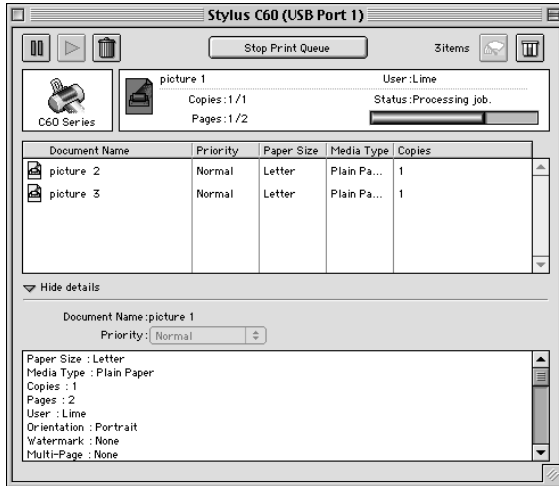 Stylus C60 (USB Port 1)
Stop Print Queue
3items
C60 Series
picture 1
User :Lime
Copies :1/1
Status :Processing job.
Pages :1/2
Document Name Priority Paper Size Media Type Copies
picture 2 Normal Letter Plain Pa... 1
picture 3 Normal Letter Plain Pa... 1
Hide details
Document Name :picture 1
Priority : Normal
Paper Size : Letter
Media Type : Plain Paper
Copies : 1
Pages : 2
User : Lime
Orientation : Portrait
Watermark : None
Multi-Page : None